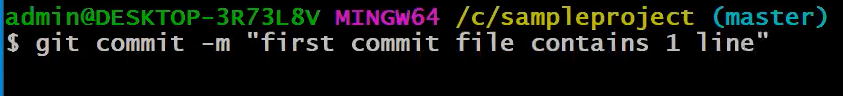 admin@DESKTOP-3R73L8V MINGW64 /c/sampleproject (master)
$ git commit -m "first commit file contains 1 line"